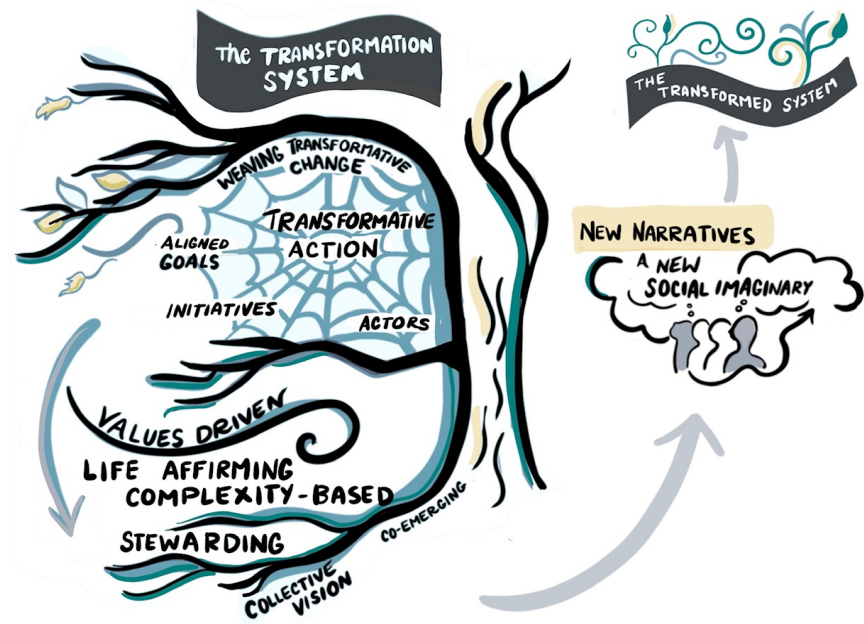 The TRANSFORMATION
SYSTEM
WEAVING TRANSFORMATIVE
CHANGE
TRANSFORMATIVE
ACTION
ALIGNED
GOALS
INITIATIVES
ACTORS
VALUES DRIVEN
LIFE AFFIRMING
COMPLEXITY-BASED
STEWARDING
CO-EMERGING
COLLECTIVE
VISION
THE
TRANSFORMED SYSTEM
NEW NARRATIVES
A NEW
SOCIAL IMAGINARY